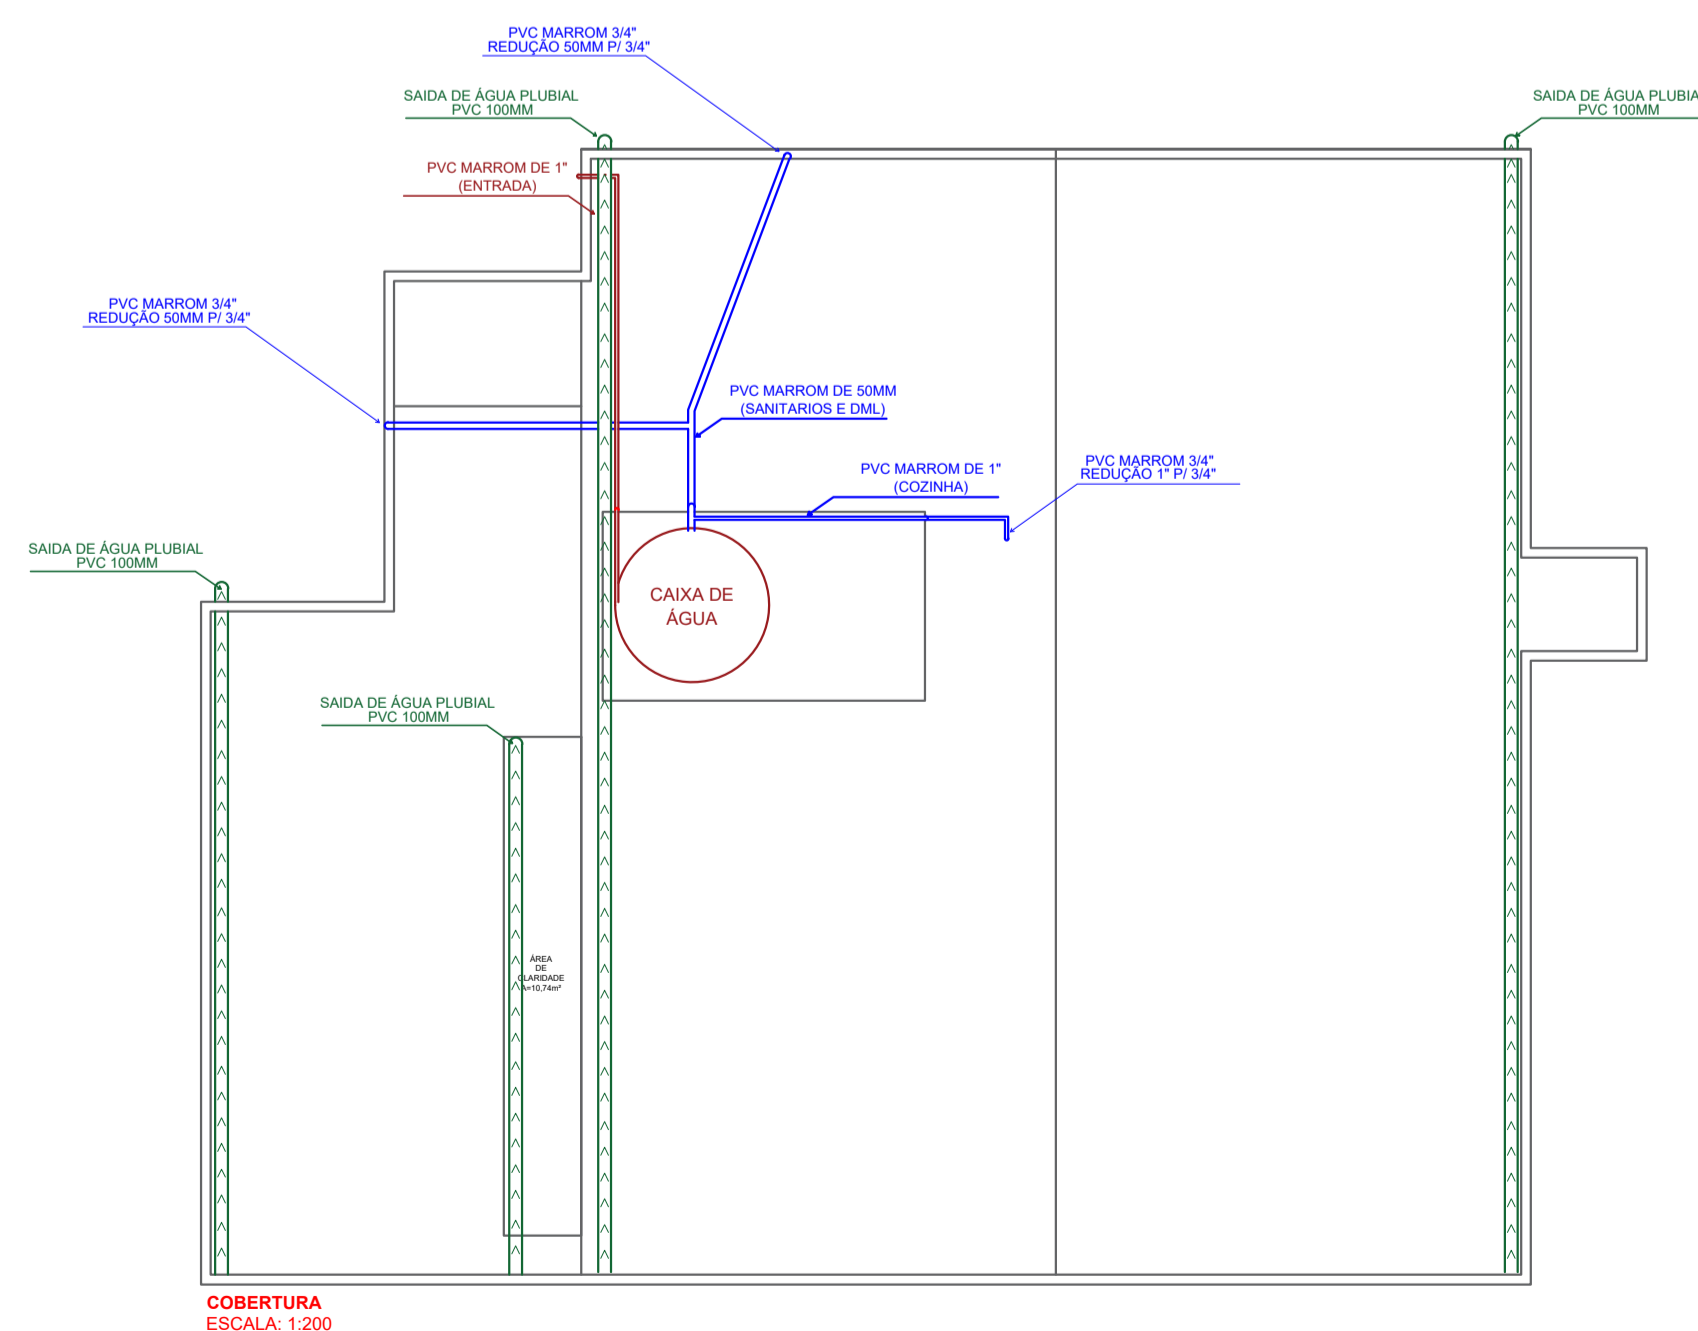 PVC MARROM 3/4"
REDUÇÃO 50MM P/ 3/4"
SAIDA DE ÁGUA PLUBIAL
PVC 100MM
SAIDA DE ÁGUA PLUBIA
PVC 100MM
PVC MARROM DE 1"
(ENTRADA)
PVC MARROM 3/4"
REDUÇÃO 50MM P/ 3/4"
PVC MARROM DE 50MM
(SANITARIOS E DML)
PVC MARROM DE 1"
(COZINHA)
PVC MARROM 3/4"
REDUÇÃO 1" P/ 3/4"
SAIDA DE ÁGUA PLUBIAL
PVC 100MM
CAIXA DE
ÁGUA
SAIDA DE ÁGUA PLUBIAL
PVC 100MM
ÁREA
DE
CLARIDADE
A=10,74m²
COBERTURA
ESCALA: 1:200